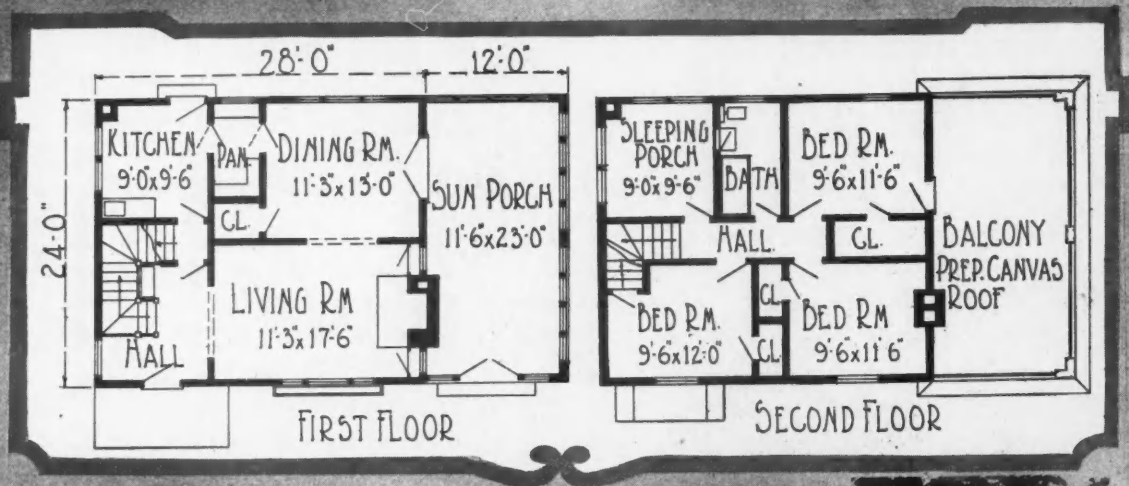 28'-0"
12'-0"
24'-0"
KITCHEN
9'-0"x9'-6"
PAN.
DINING RM.
11'-3"x13'-0"
CL.
SUN PORCH
11'-6"x23'-0"
LIVING RM
11'-3"x17'-6"
HALL
FIRST FLOOR
SLEEPING
PORCH
9'-0"x9'-6"
BATH
BED RM.
9'-6"x11'-6"
HALL.
CL.
BALCONY
PREP. CANVAS
ROOF
BED RM.
9'-6"x12'-0"
CL.
CL.
BED RM
9'-6"x11'6"
SECOND FLOOR